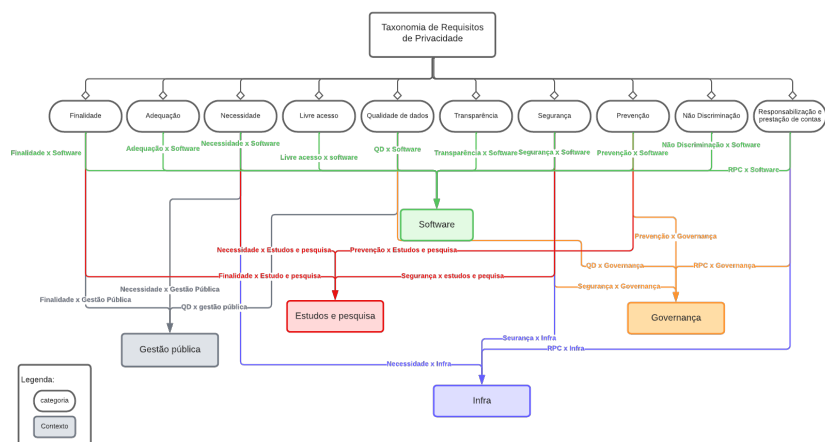 Taxonomia de Requisitos
de Privacidade
Finalidade
Adequação
Necessidade
Livre acesso
Qualidade de dados
Transparência
Segurança
Prevenção
Não Discriminação
Responsabilização e
prestação de contas
Finalidade x Software
Adequação x Software
Necessidade x Software
Livre acesso x software
QD x Software
Transparência x Software
Segurança x Software
Prevenção x Software
Não Discriminação x Software
RPC x Software
Software
Necessidade x Estudos e pesquisa
Prevenção x Estudos e pesquisa
Prevenção x Governança
Finalidade x Estudo e pesquisa
Segurança x estudos e pequisa
QD x Governança
RPC x Governança
Necessidade x Gestão Pública
Segurança x Governança
Finalidade x Gestão Pública
QD x gestão pública
Estudos e pesquisa
Governança
Seurança x Infra
Gestão pública
RPC x Infra
Necessidade x Infra
Infra
Legenda:
categoria
Contexto